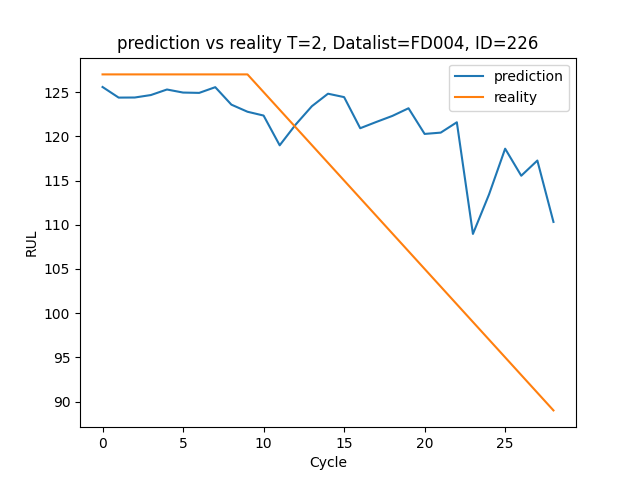 prediction vs reality T=2, Datalist=FD004, ID=226
prediction
reality
125
120
115
110
105
100
95
90
RUL
0 5 10 15 20 25
Cycle